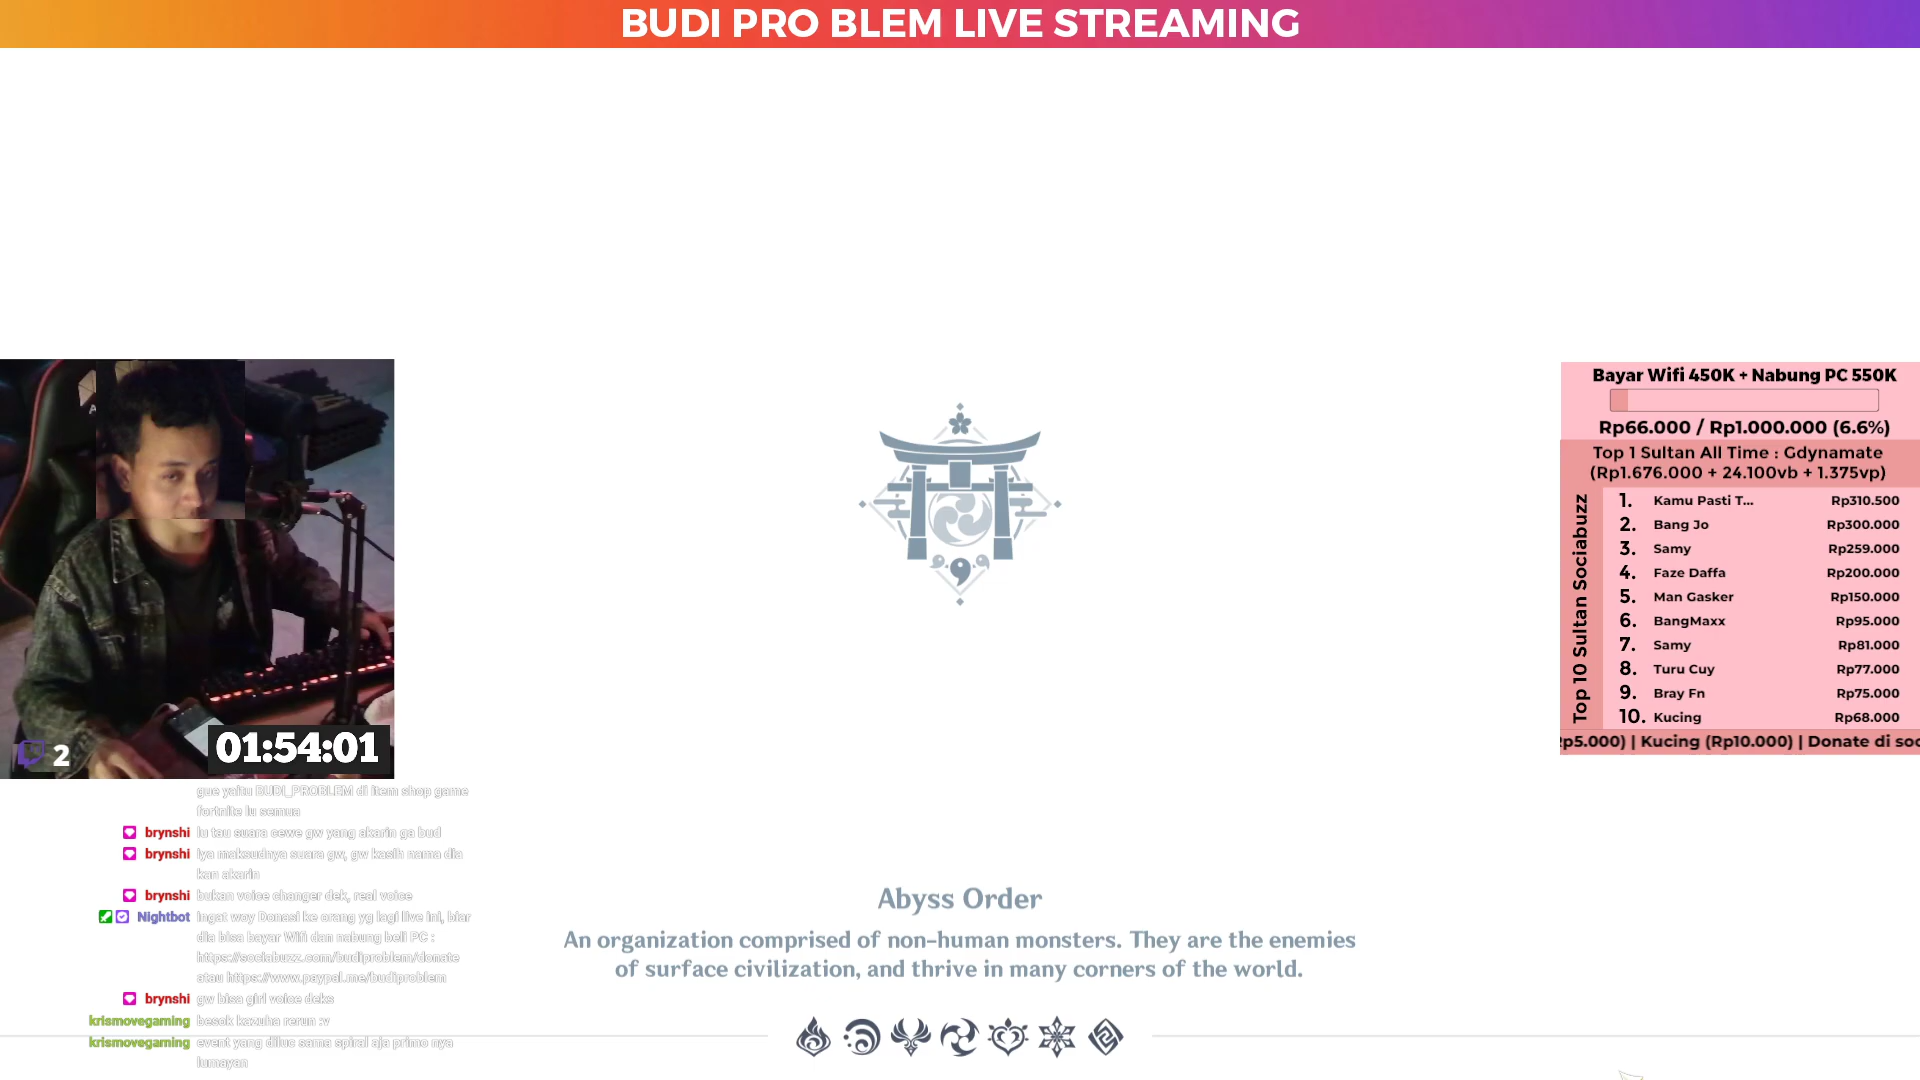 BUDI PRO BLEM LIVE STREAMING
2
01:54:01
gue yaitu BUDI_PROBLEM di item shop game
fortnite lu semua
brynshi lu tau suara cewe gw yang akarin ga bud
brynshi iya maksudnya suara gw, gw kasih nama dia
kan akarin
brynshi bukan voice changer dek, real voice
Nightbot Ingat woy Donasi ke orang yg lagi live ini, biar
dia bisa bayar Wifi dan nabung beli PC :
https://sociabuzz.com/budiproblem/donate
atau https://www.paypal.me/budiproblem
brynshi gw bisa girl voice deks
krismovegaming besok kazuha rerun :v
krismovegaming event yang diluc sama spiral aja primo nya
lumayan
Abyss Order
An organization comprised of non-human monsters. They are the enemies
of surface civilization, and thrive in many corners of the world.
Bayar Wifi 450K + Nabung PC 550K
Rp66.000 / Rp1.000.000 (6.6%)
Top 1 Sultan All Time : Gdynamate
(Rp1.676.000 + 24.100vb + 1.375vp)
Top 10 Sultan Sociabuzz
1. Kamu Pasti T... Rp310.500
2. Bang Jo Rp300.000
3. Samy Rp259.000
4. Faze Daffa Rp200.000
5. Man Gasker Rp150.000
6. BangMaxx Rp95.000
7. Samy Rp81.000
8. Turu Cuy Rp77.000
9. Bray Fn Rp75.000
10. Kucing Rp68.000
p5.000) | Kucing (Rp10.000) | Donate di soc